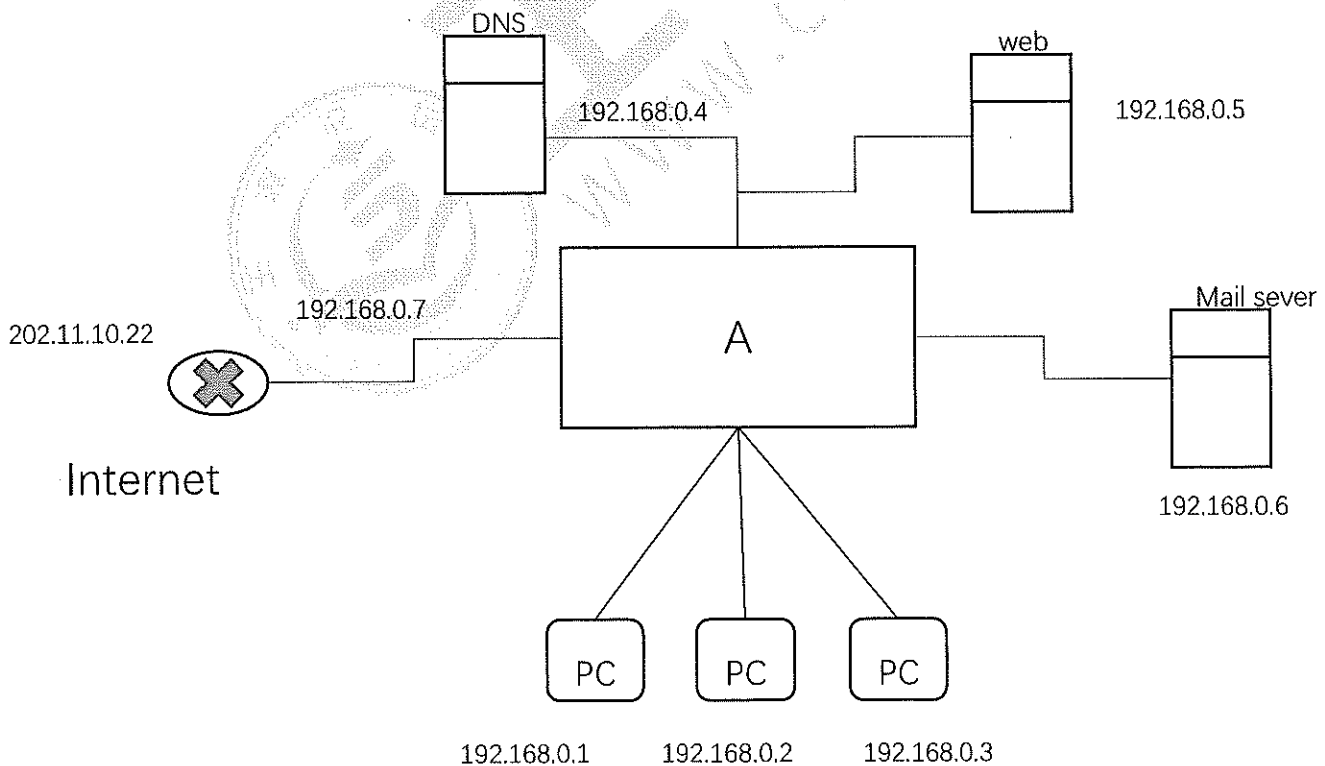 DNS
web
192.168.0.4
192.168.0.5
192.168.0.7
202.11.10.22
A
Mail sever
Internet
192.168.0.6
PC
PC
PC
192.168.0.1
192.168.0.2
192.168.0.3